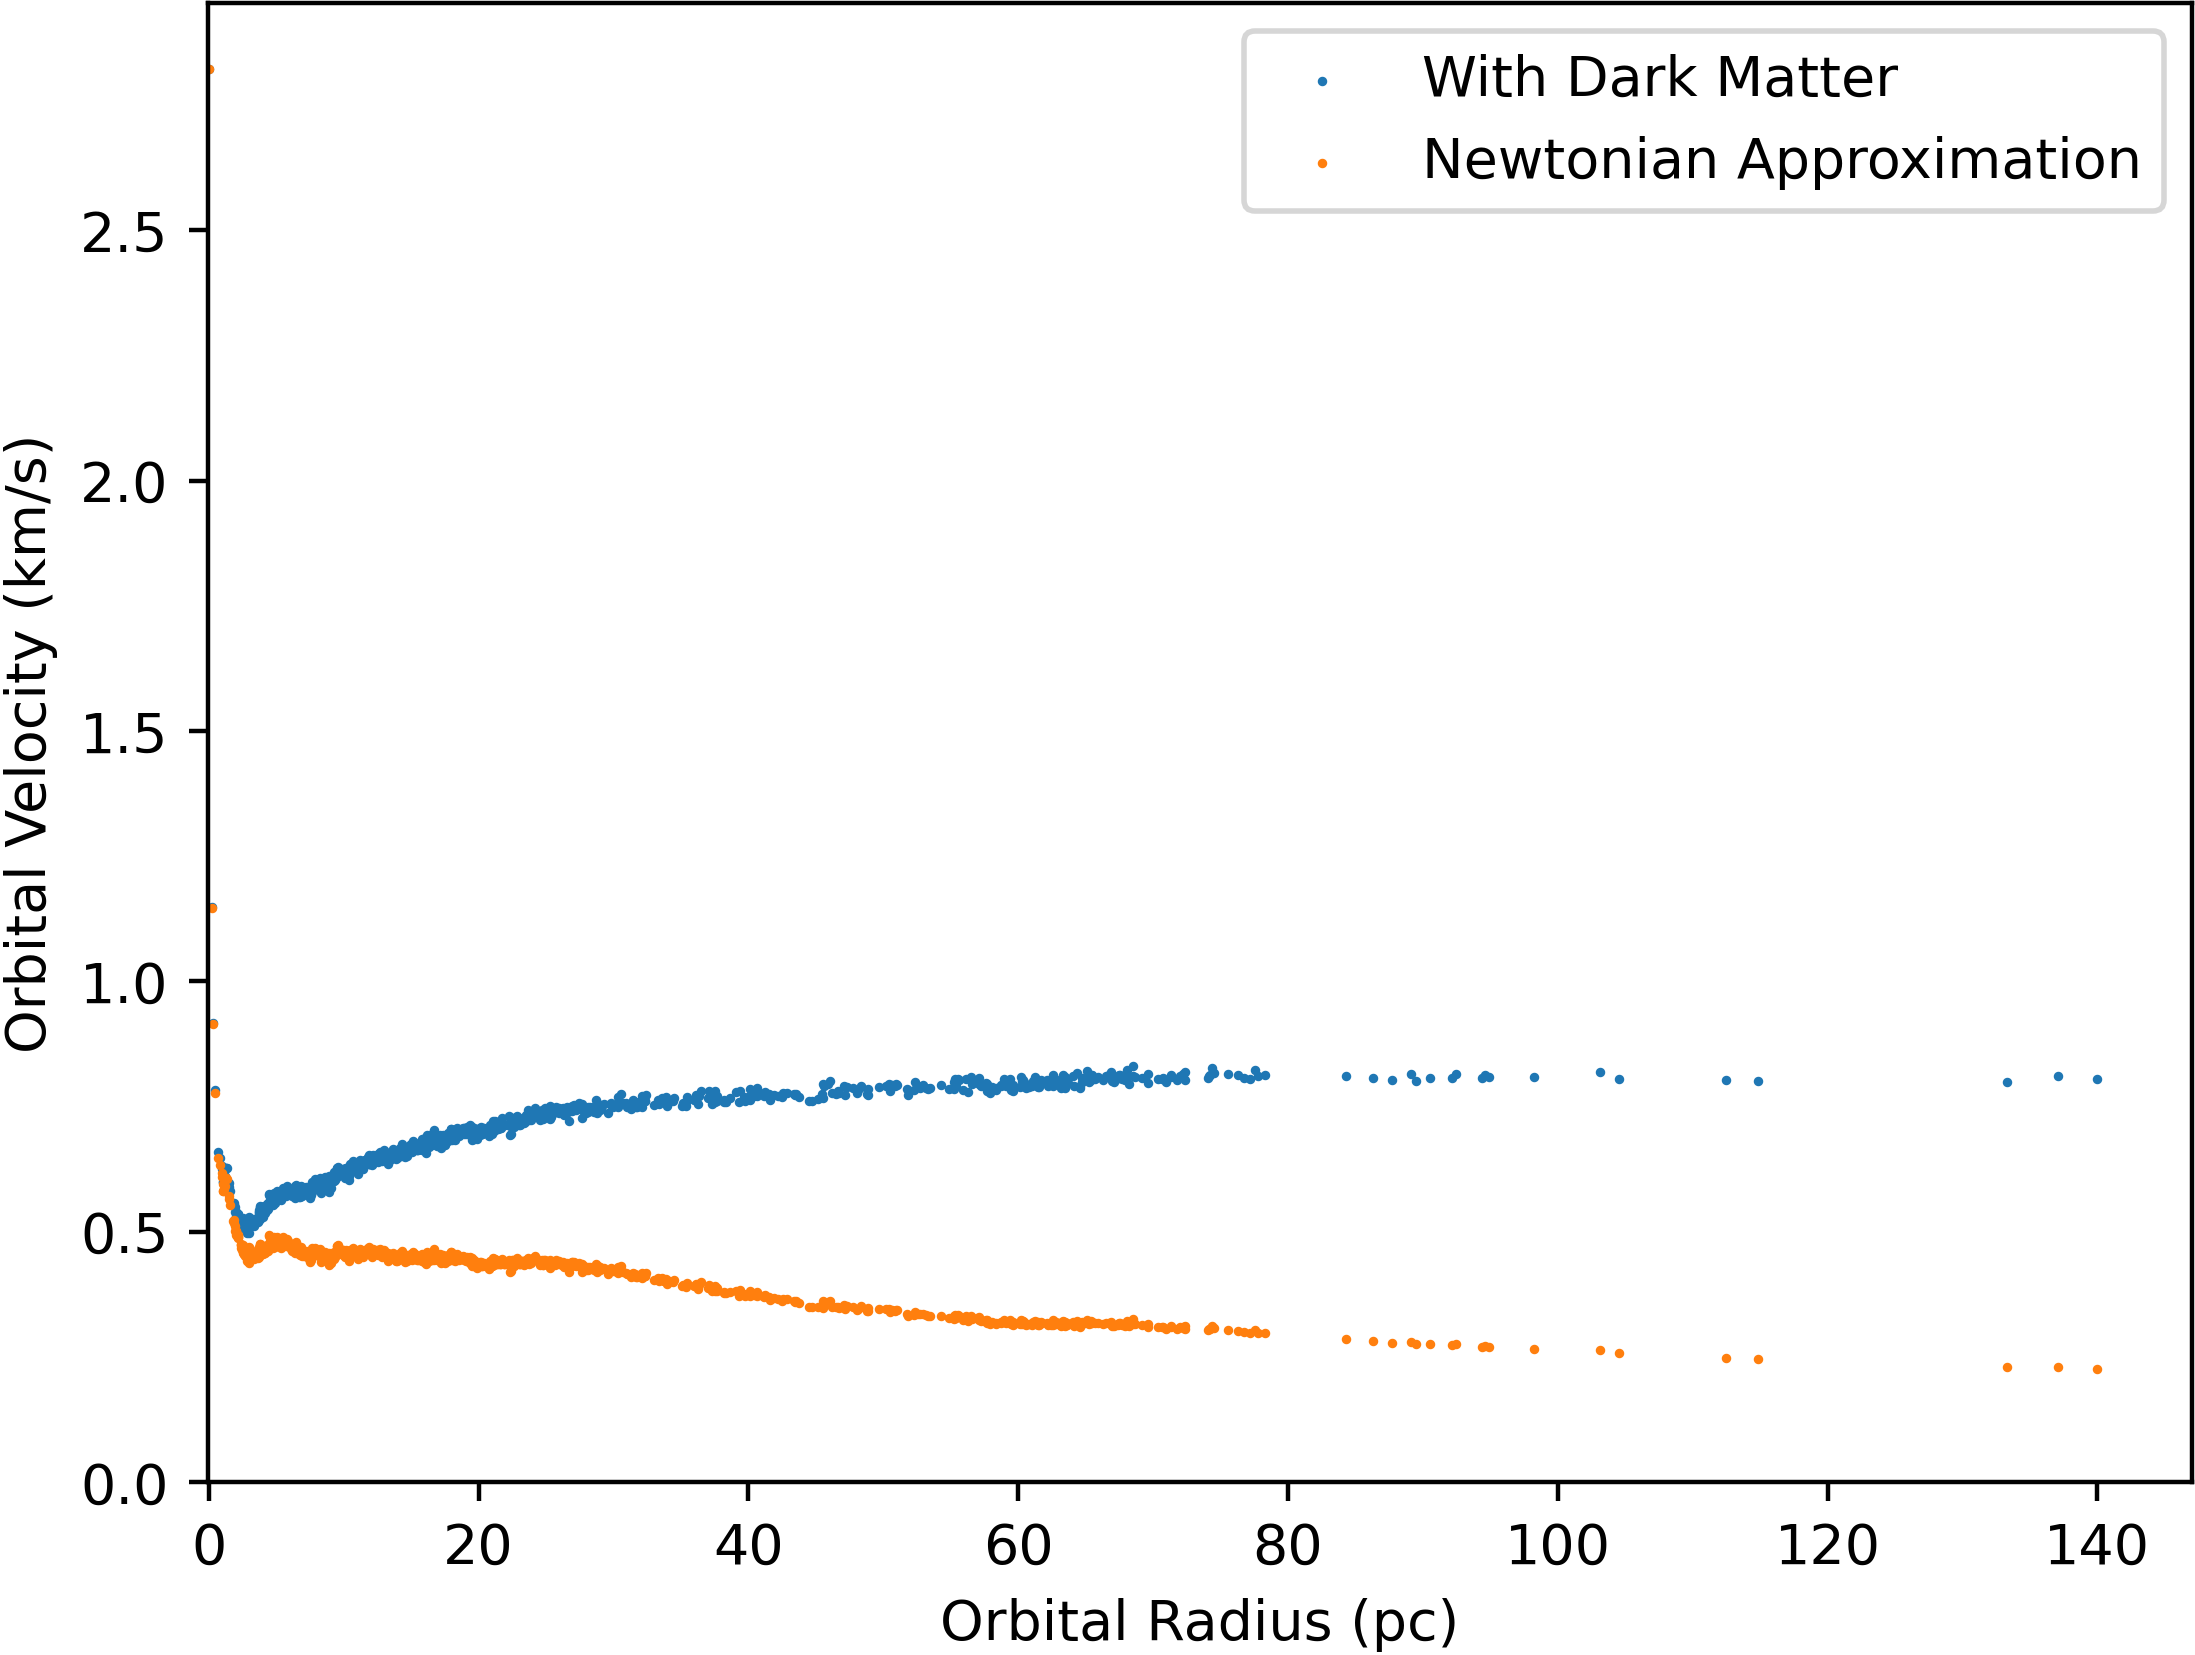 With Dark Matter
Newtonian Approximation
2.5
2.0
1.5
1.0
0.5
0.0
Orbital Velocity (km/s)
0 20 40 60 80 100 120 140
Orbital Radius (pc)